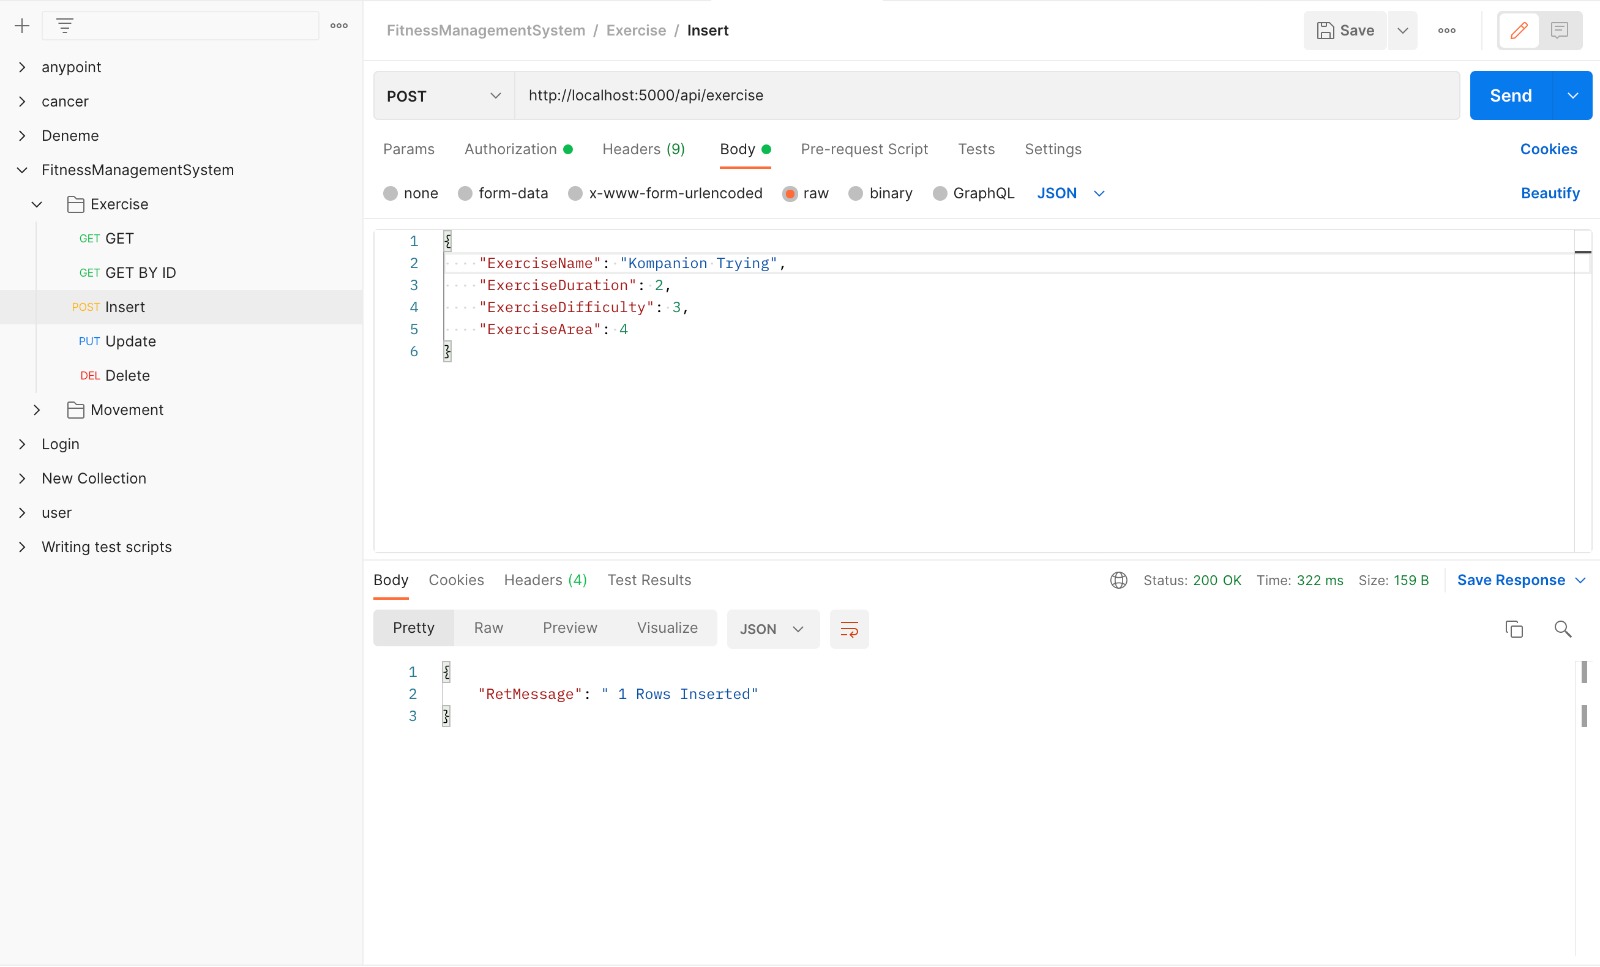 anypoint
cancer
Deneme
FitnessManagementSystem
Exercise
GET GET
GET GET BY ID
POST Insert
PUT Update
DEL Delete
Movement
Login
New Collection
user
Writing test scripts
FitnessManagementSystem / Exercise / Insert
Save
POST http://localhost:5000/api/exercise Send
Params Authorization Headers (9) Body Pre-request Script Tests Settings Cookies
none form-data x-www-form-urlencoded raw binary GraphQL JSON Beautify
1 {
2 "ExerciseName": "Kompanion Trying",
3 "ExerciseDuration": 2,
4 "ExerciseDifficulty": 3,
5 "ExerciseArea": 4
6 }
Body Cookies Headers (4) Test Results Status: 200 OK Time: 322 ms Size: 159 B Save Response
Pretty Raw Preview Visualize JSON
1 {
2 "RetMessage": " 1 Rows Inserted"
3 }